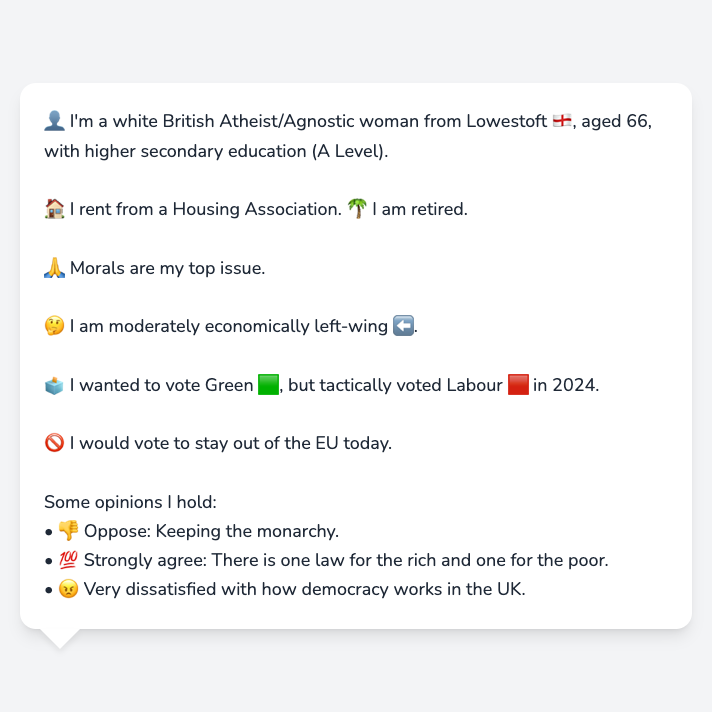 👤 I'm a white British Atheist/Agnostic woman from Lowestoft 🏴󠁧󠁢󠁥󠁮󠁧󠁿, aged 66,
with higher secondary education (A Level).
🏠 I rent from a Housing Association. 🌴 I am retired.
🙏 Morals are my top issue.
🤔 I am moderately economically left-wing ⬅️.
🗳️ I wanted to vote Green 🟩, but tactically voted Labour 🟥 in 2024.
🚫 I would vote to stay out of the EU today.
Some opinions I hold:
• 👎 Oppose: Keeping the monarchy.
• 💯 Strongly agree: There is one law for the rich and one for the poor.
• 😠 Very dissatisfied with how democracy works in the UK.